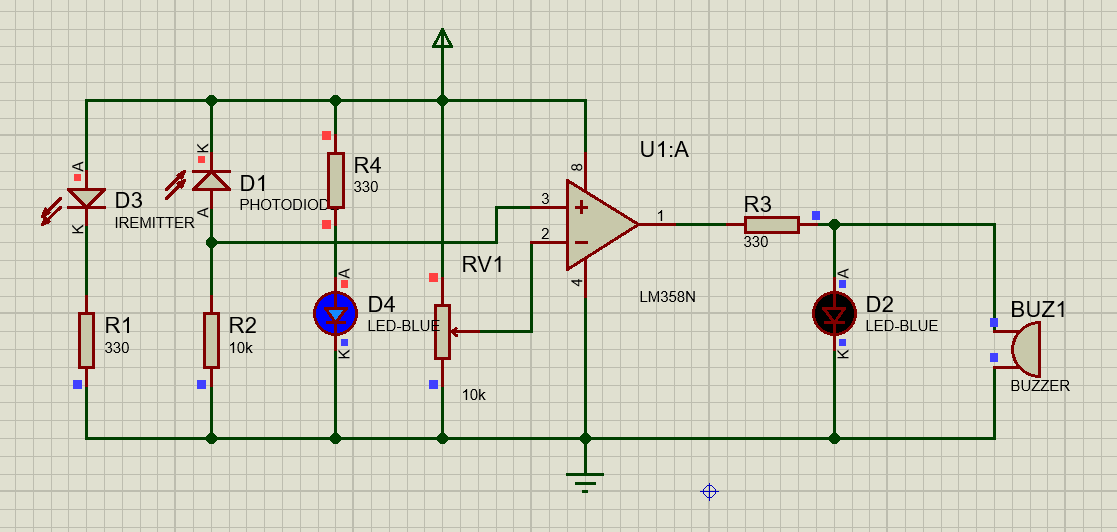 U1:A
8
3
1
2
4
LM358N
K
A
D1
PHOTODIOD
A
K
D3
IREMITTER
R4
330
R3
330
RV1
10k
R1
330
R2
10k
A
K
D4
LED-BLUE
A
K
D2
LED-BLUE
BUZ1
BUZZER